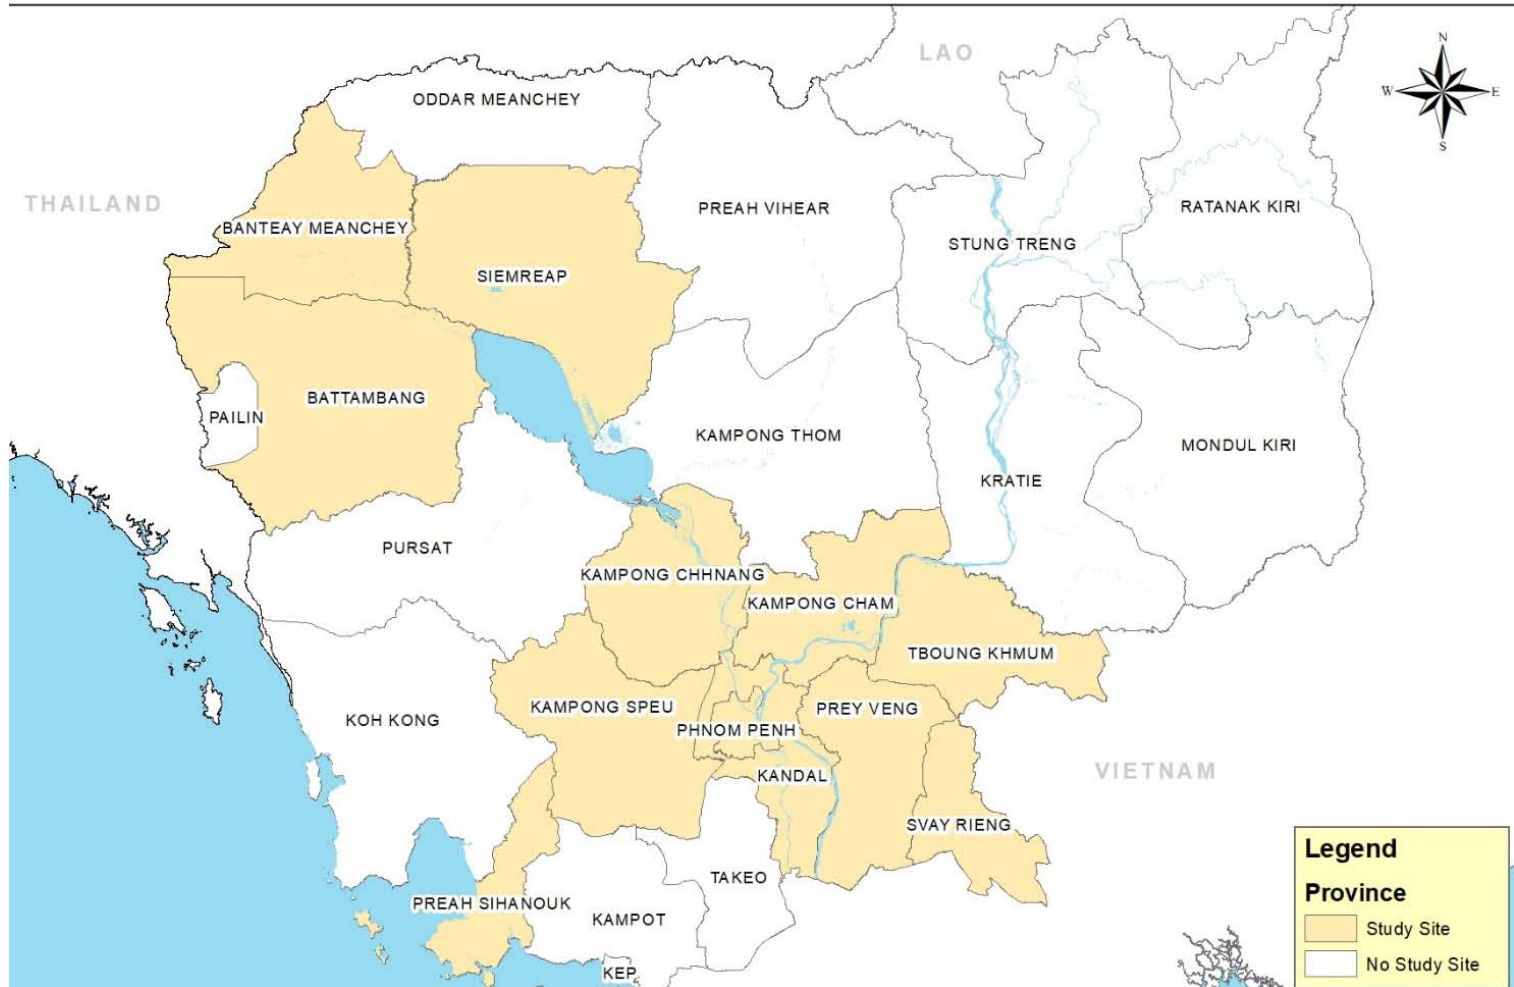 LAO
N
W E
S
ODDAR MEANCHEY
THAILAND
BANTEAY MEANCHEY
SIEMREAP
PREAH VIHEAR
STUNG TRENG
RATANAK KIRI
BATTAMBANG
PAILIN
KAMPONG THOM
KRATIE
MONDUL KIRI
PURSAT
KAMPONG CHHNANG
KAMPONG CHAM
TBOUNG KHMUM
KOH KONG
KAMPONG SPEU
PHNOM PENH
PREY VENG
KANDAL
VIETNAM
SVAY RIENG
PREAH SIHANOUK
KAMPOT
TAKEO
KEP
Legend
Province
Study Site
No Study Site